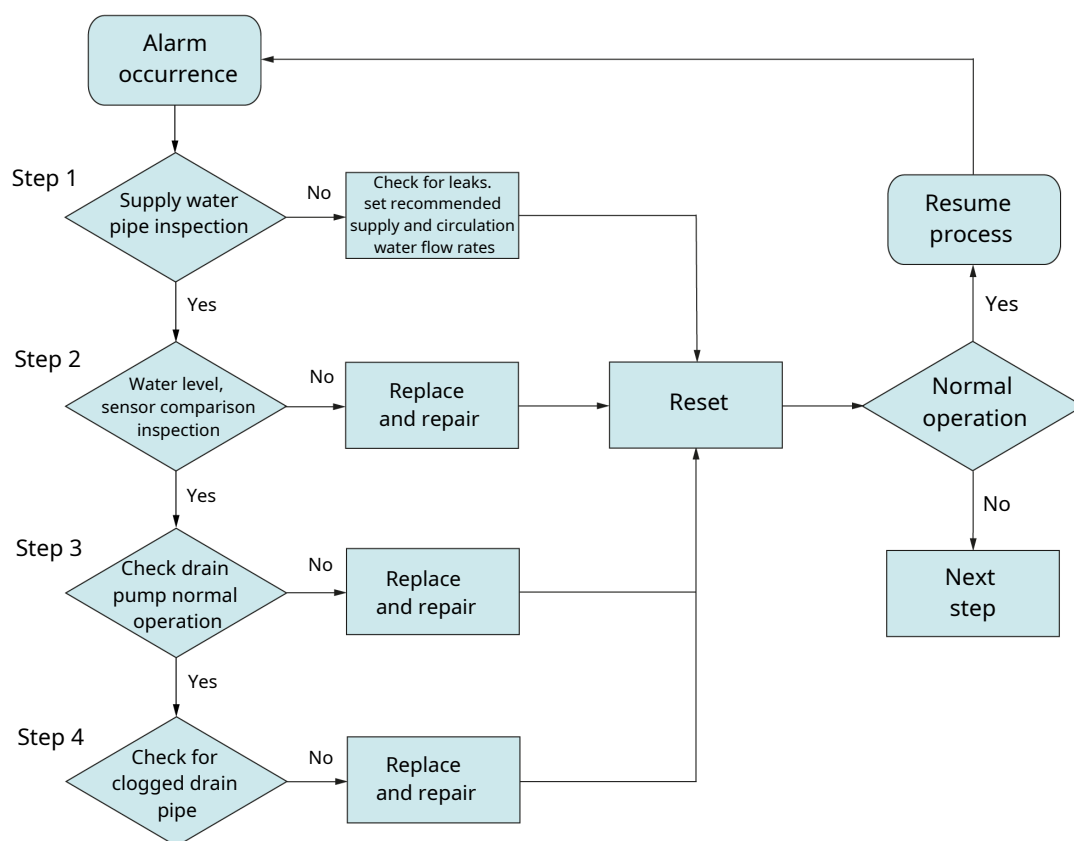 Alarm
occurrence
Step 1
Supply water
pipe inspection
No
Check for leaks.
set recommended
supply and circulation
water flow rates
Resume
process
Yes
Yes
Step 2
Water level,
sensor comparison
inspection
No
Replace
and repair
Reset
Normal
operation
Yes
No
Step 3
Check drain
pump normal
operation
No
Replace
and repair
Next
step
Yes
Step 4
Check for
clogged drain
pipe
No
Replace
and repair